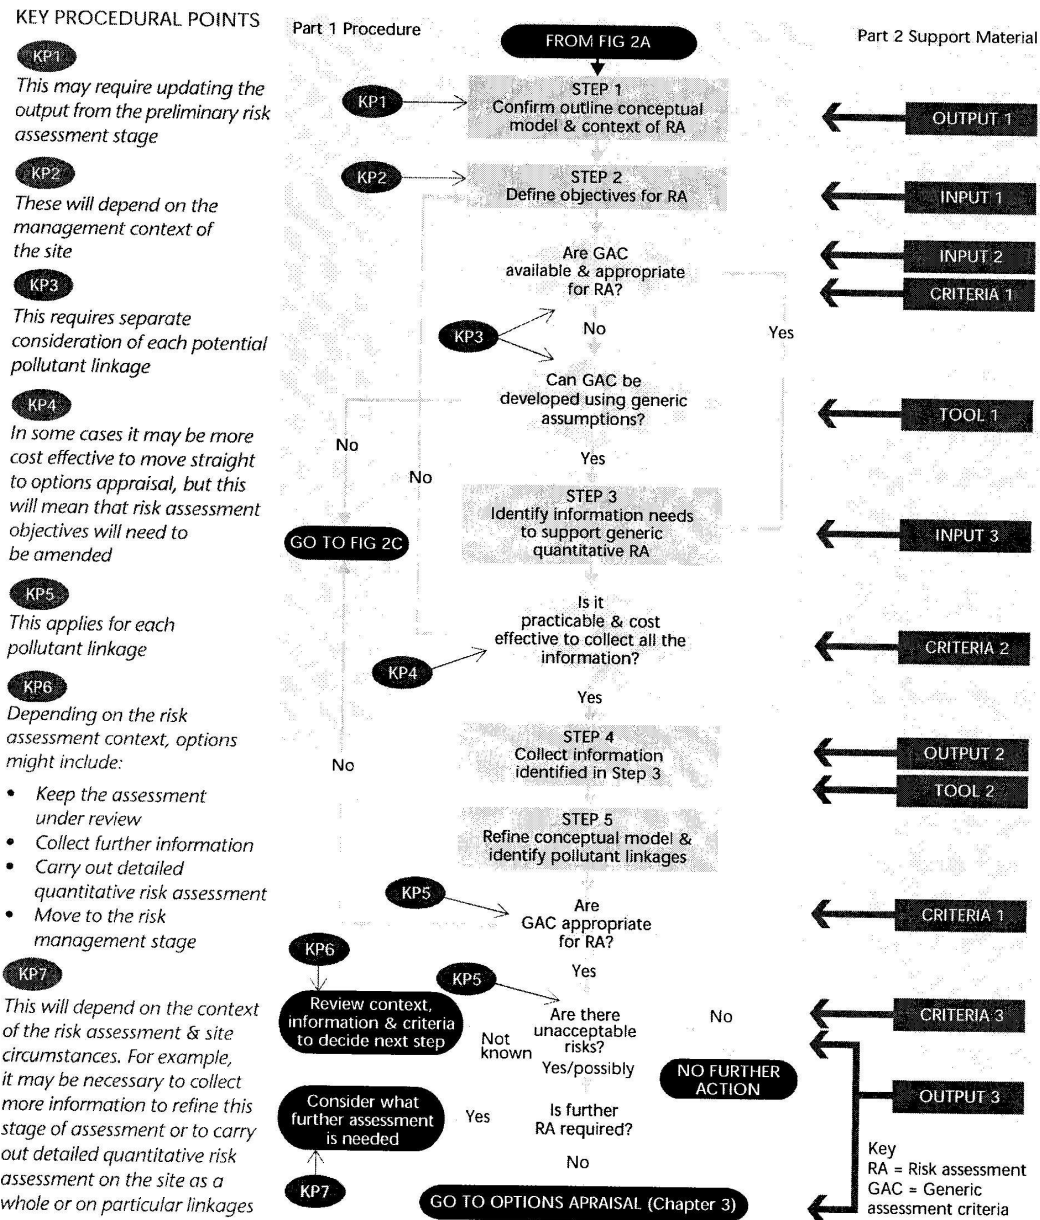 KEY PROCEDURAL POINTS
KP1
This may require updating the
output from the preliminary risk
assessment stage
KP2
These will depend on the
management context of
the site
KP3
This requires separate
consideration of each potential
pollutant linkage
KP4
In some cases it may be more
cost effective to move straight
to options appraisal, but this
will mean that risk assessment
objectives will need to
be amended
KP5
This applies for each
pollutant linkage
KP6
Depending on the risk
assessment context, options
might include:
• Keep the assessment
under review
• Collect further information
• Carry out detailed
quantitative risk assessment
• Move to the risk
management stage
KP7
This will depend on the context
of the risk assessment & site
circumstances. For example,
it may be necessary to collect
more information to refine this
stage of assessment or to carry
out detailed quantitative risk
assessment on the site as a
whole or on particular linkages
Part 1 Procedure
FROM FIG 2A
KP1
STEP 1
Confirm outline conceptual
model & context of RA
KP2
STEP 2
Define objectives for RA
Are GAC
available & appropriate
for RA?
KP3
No
Yes
Can GAC be
developed using generic
assumptions?
No
No
Yes
STEP 3
Identify information needs
to support generic
quantitative RA
GO TO FIG 2C
Is it
practicable & cost
effective to collect all the
information?
KP4
Yes
STEP 4
Collect information
identified in Step 3
No
STEP 5
Refine conceptual model &
identify pollutant linkages
KP5
Are
GAC appropriate
for RA?
KP6
Yes
KP5
Review context,
information & criteria
to decide next step
Not
known
Are there
unacceptable
risks?
No
Yes/possibly
NO FURTHER
ACTION
Consider what
further assessment
is needed
Yes
Is further
RA required?
No
KP7
GO TO OPTIONS APRAISAL (Chapter 3)
Part 2 Support Material
OUTPUT 1
INPUT 1
INPUT 2
CRITERIA 1
TOOL 1
INPUT 3
CRITERIA 2
OUTPUT 2
TOOL 2
CRITERIA 1
CRITERIA 3
OUTPUT 3
Key
RA = Risk assessment
GAC = Generic
assessment criteria